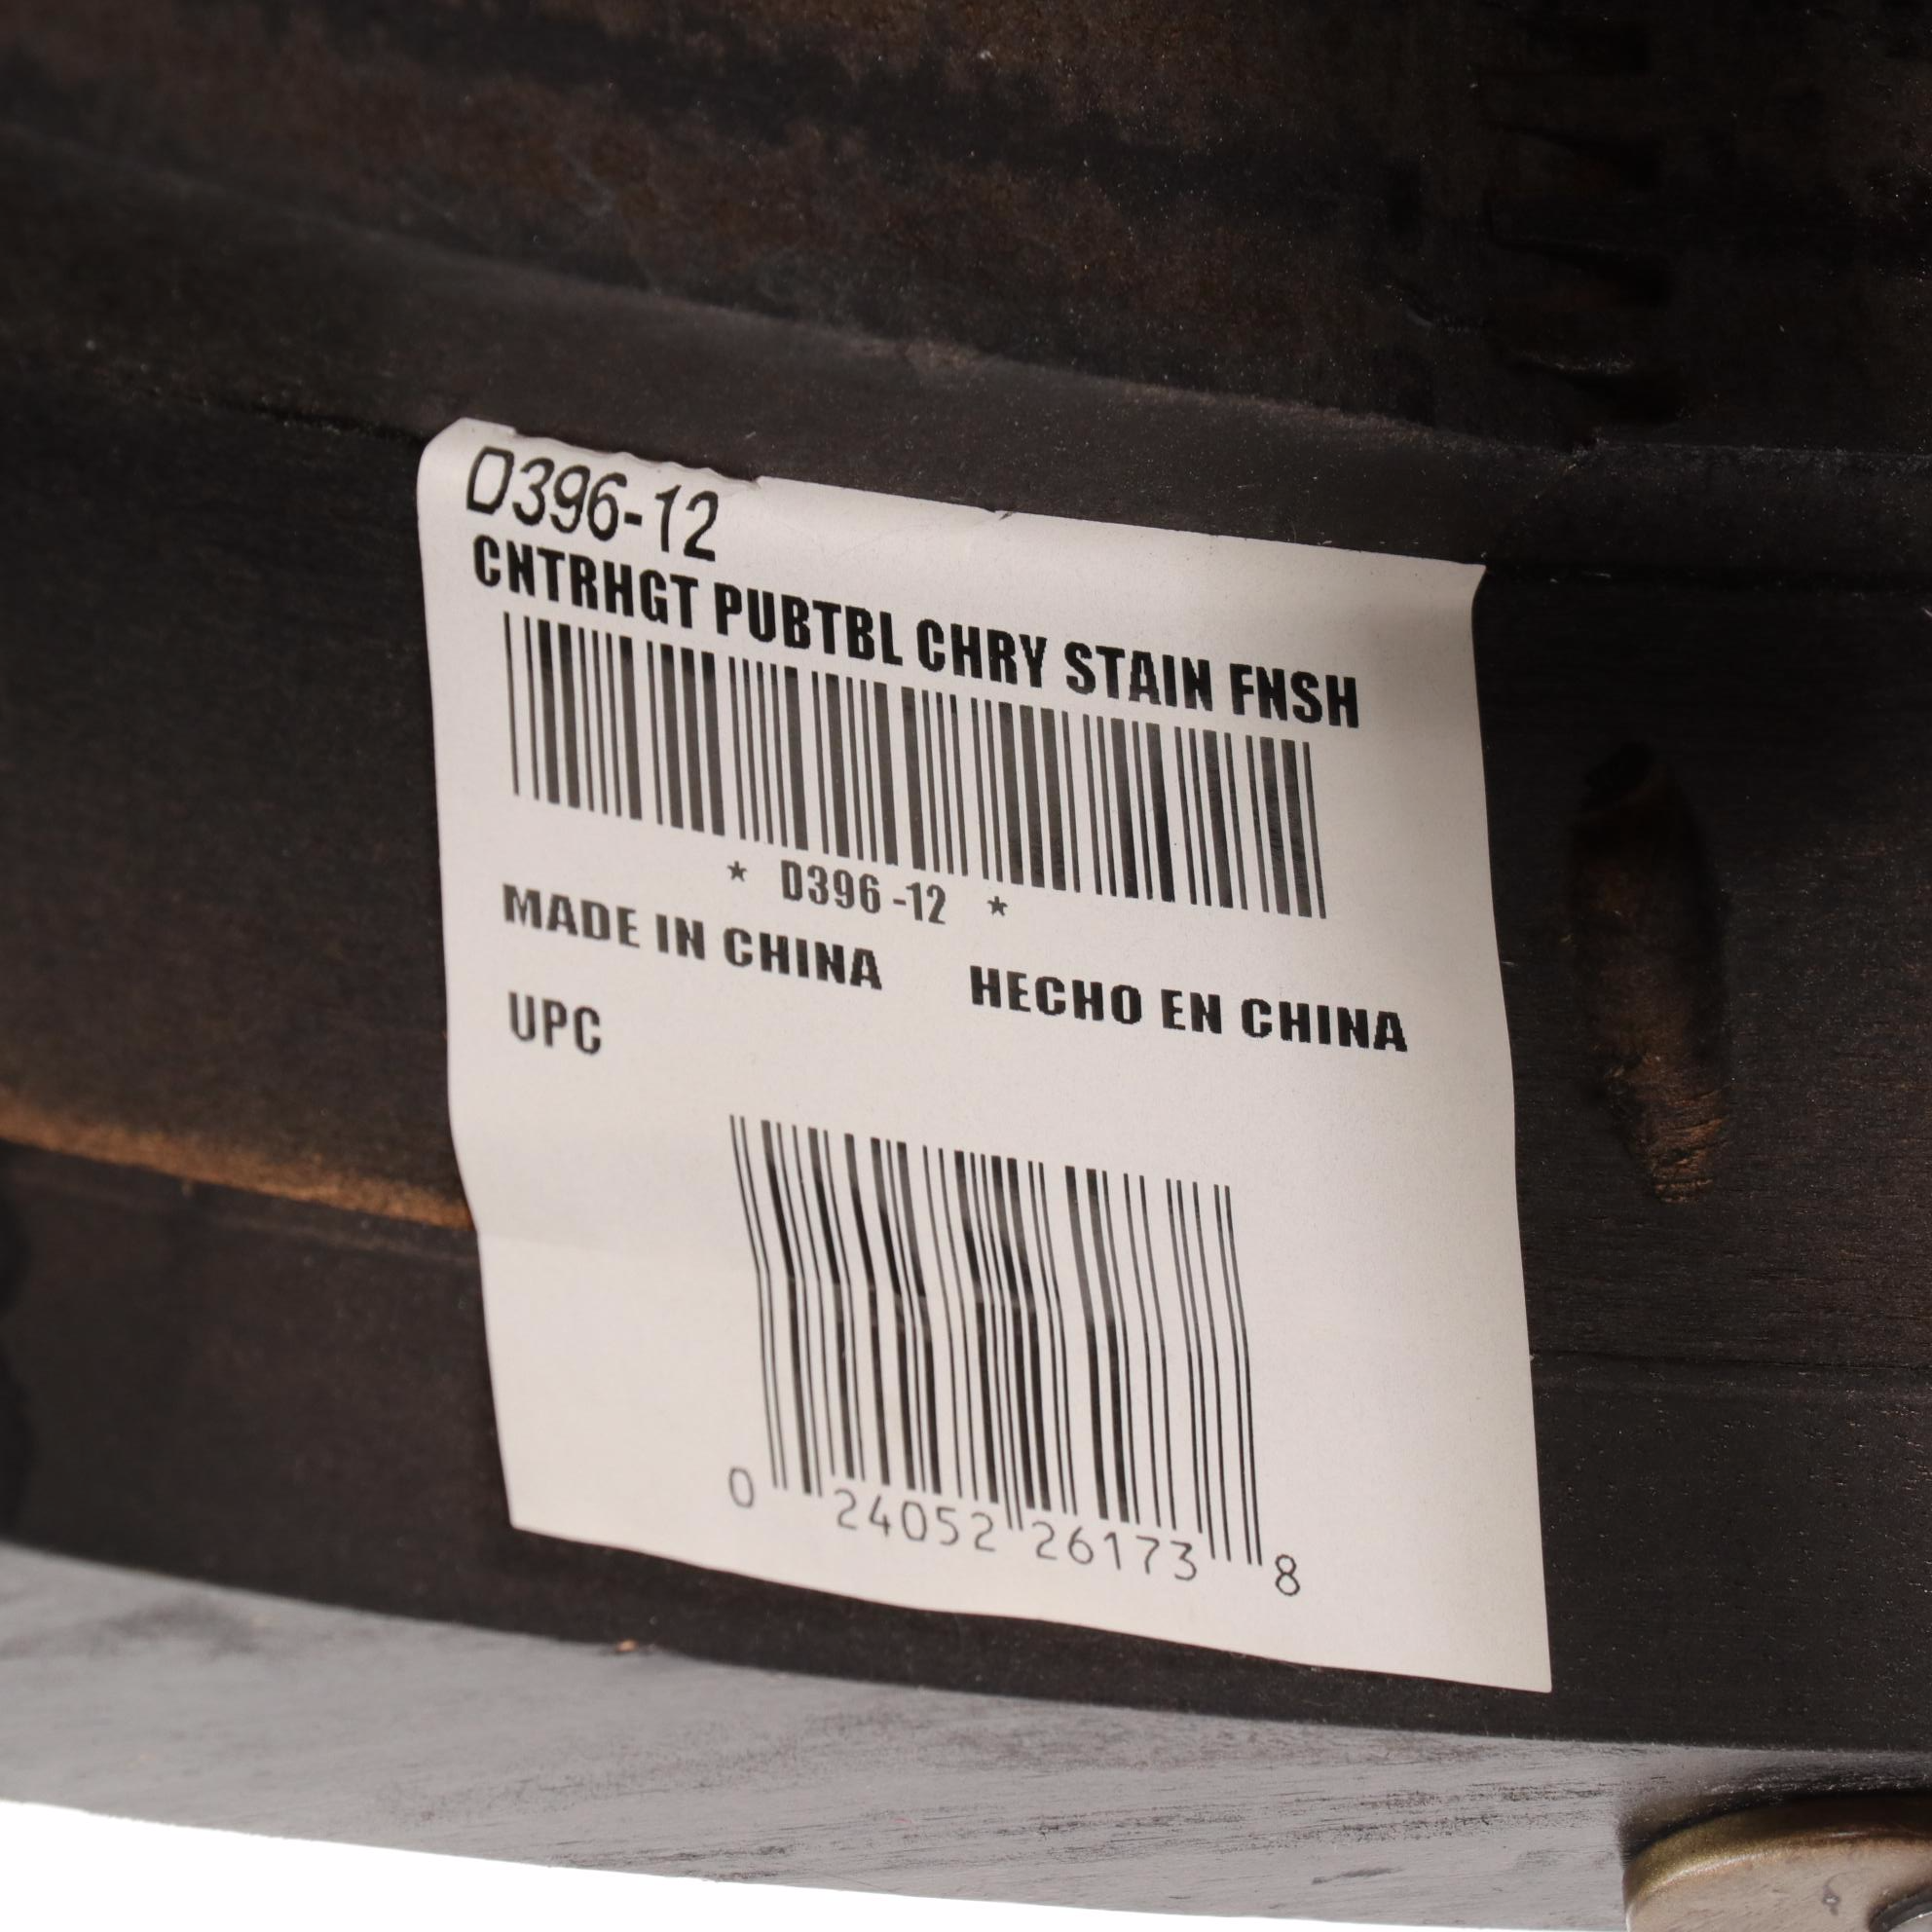 D396-12
CNTRHGT PUBTBL CHRY STAIN FNSH
* D396-12 *
MADE IN CHINA HECHO EN CHINA
UPC
0 24052 26173 8